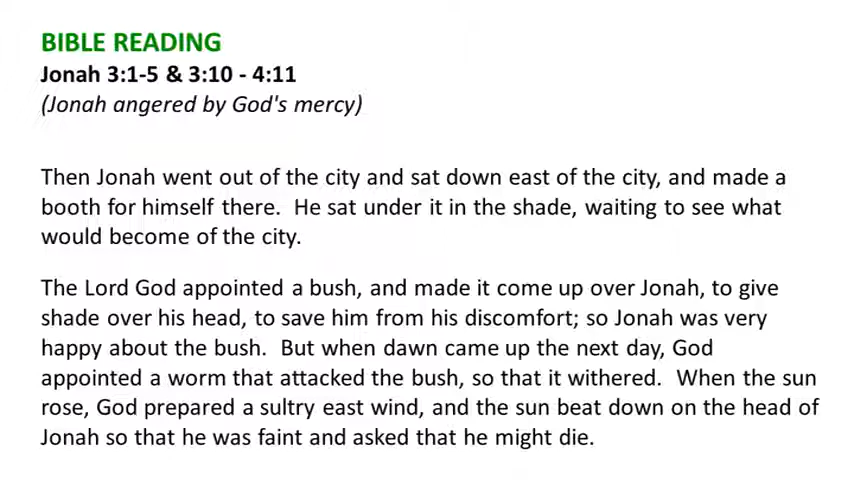 BIBLE READING
Jonah 3:1-5 & 3:10 - 4:11
(Jonah angered by God's mercy)
Then Jonah went out of the city and sat down east of the city, and made a
booth for himself there.  He sat under it in the shade, waiting to see what
would become of the city.
The Lord God appointed a bush, and made it come up over Jonah, to give
shade over his head, to save him from his discomfort; so Jonah was very
happy about the bush.  But when dawn came up the next day, God
appointed a worm that attacked the bush, so that it withered.  When the sun
rose, God prepared a sultry east wind, and the sun beat down on the head of
Jonah so that he was faint and asked that he might die.